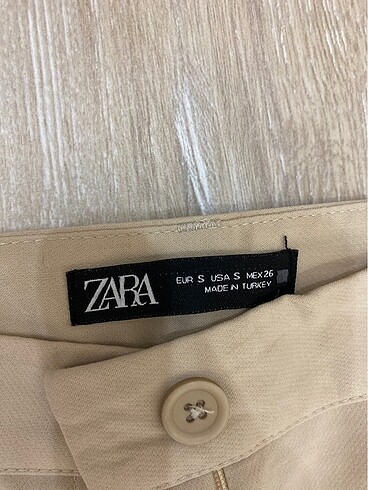 ZARA
EUR S USA S MEX 26
MADE IN TURKEY